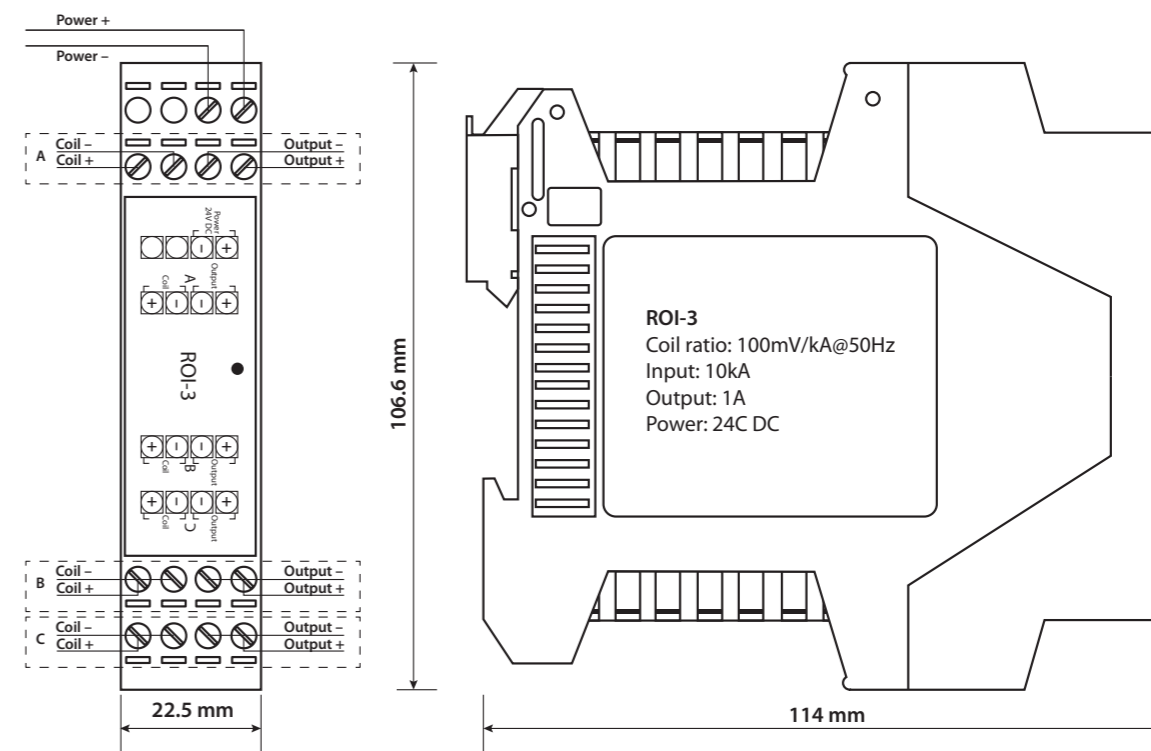 Power +
Power –
A
Coil –
Coil +
Output –
Output +
Power
24V DC
– +
Coil
A
Output
+ – – +
ROI-3
+ – – +
Coil
B
Output
+ – – +
Coil
C
Output
B
Coil –
Coil +
Output –
Output +
C
Coil –
Coil +
Output –
Output +
22.5 mm
106.6 mm
ROI-3
Coil ratio: 100mV/kA@50Hz
Input: 10kA
Output: 1A
Power: 24C DC
114 mm